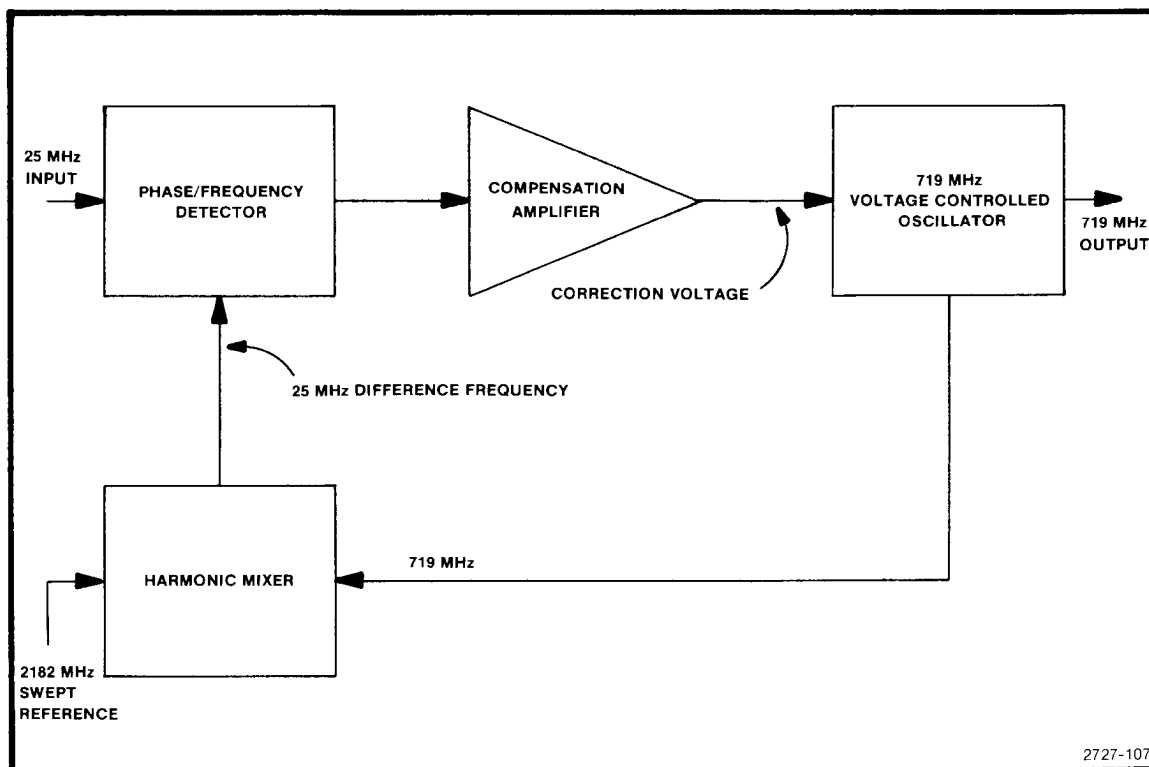 25 MHz
INPUT
PHASE/FREQUENCY
DETECTOR
COMPENSATION
AMPLIFIER
719 MHz
VOLTAGE CONTROLLED
OSCILLATOR
719 MHz
OUTPUT
CORRECTION VOLTAGE
25 MHz DIFFERENCE FREQUENCY
HARMONIC MIXER
719 MHz
2182 MHz
SWEPT
REFERENCE
2727-107